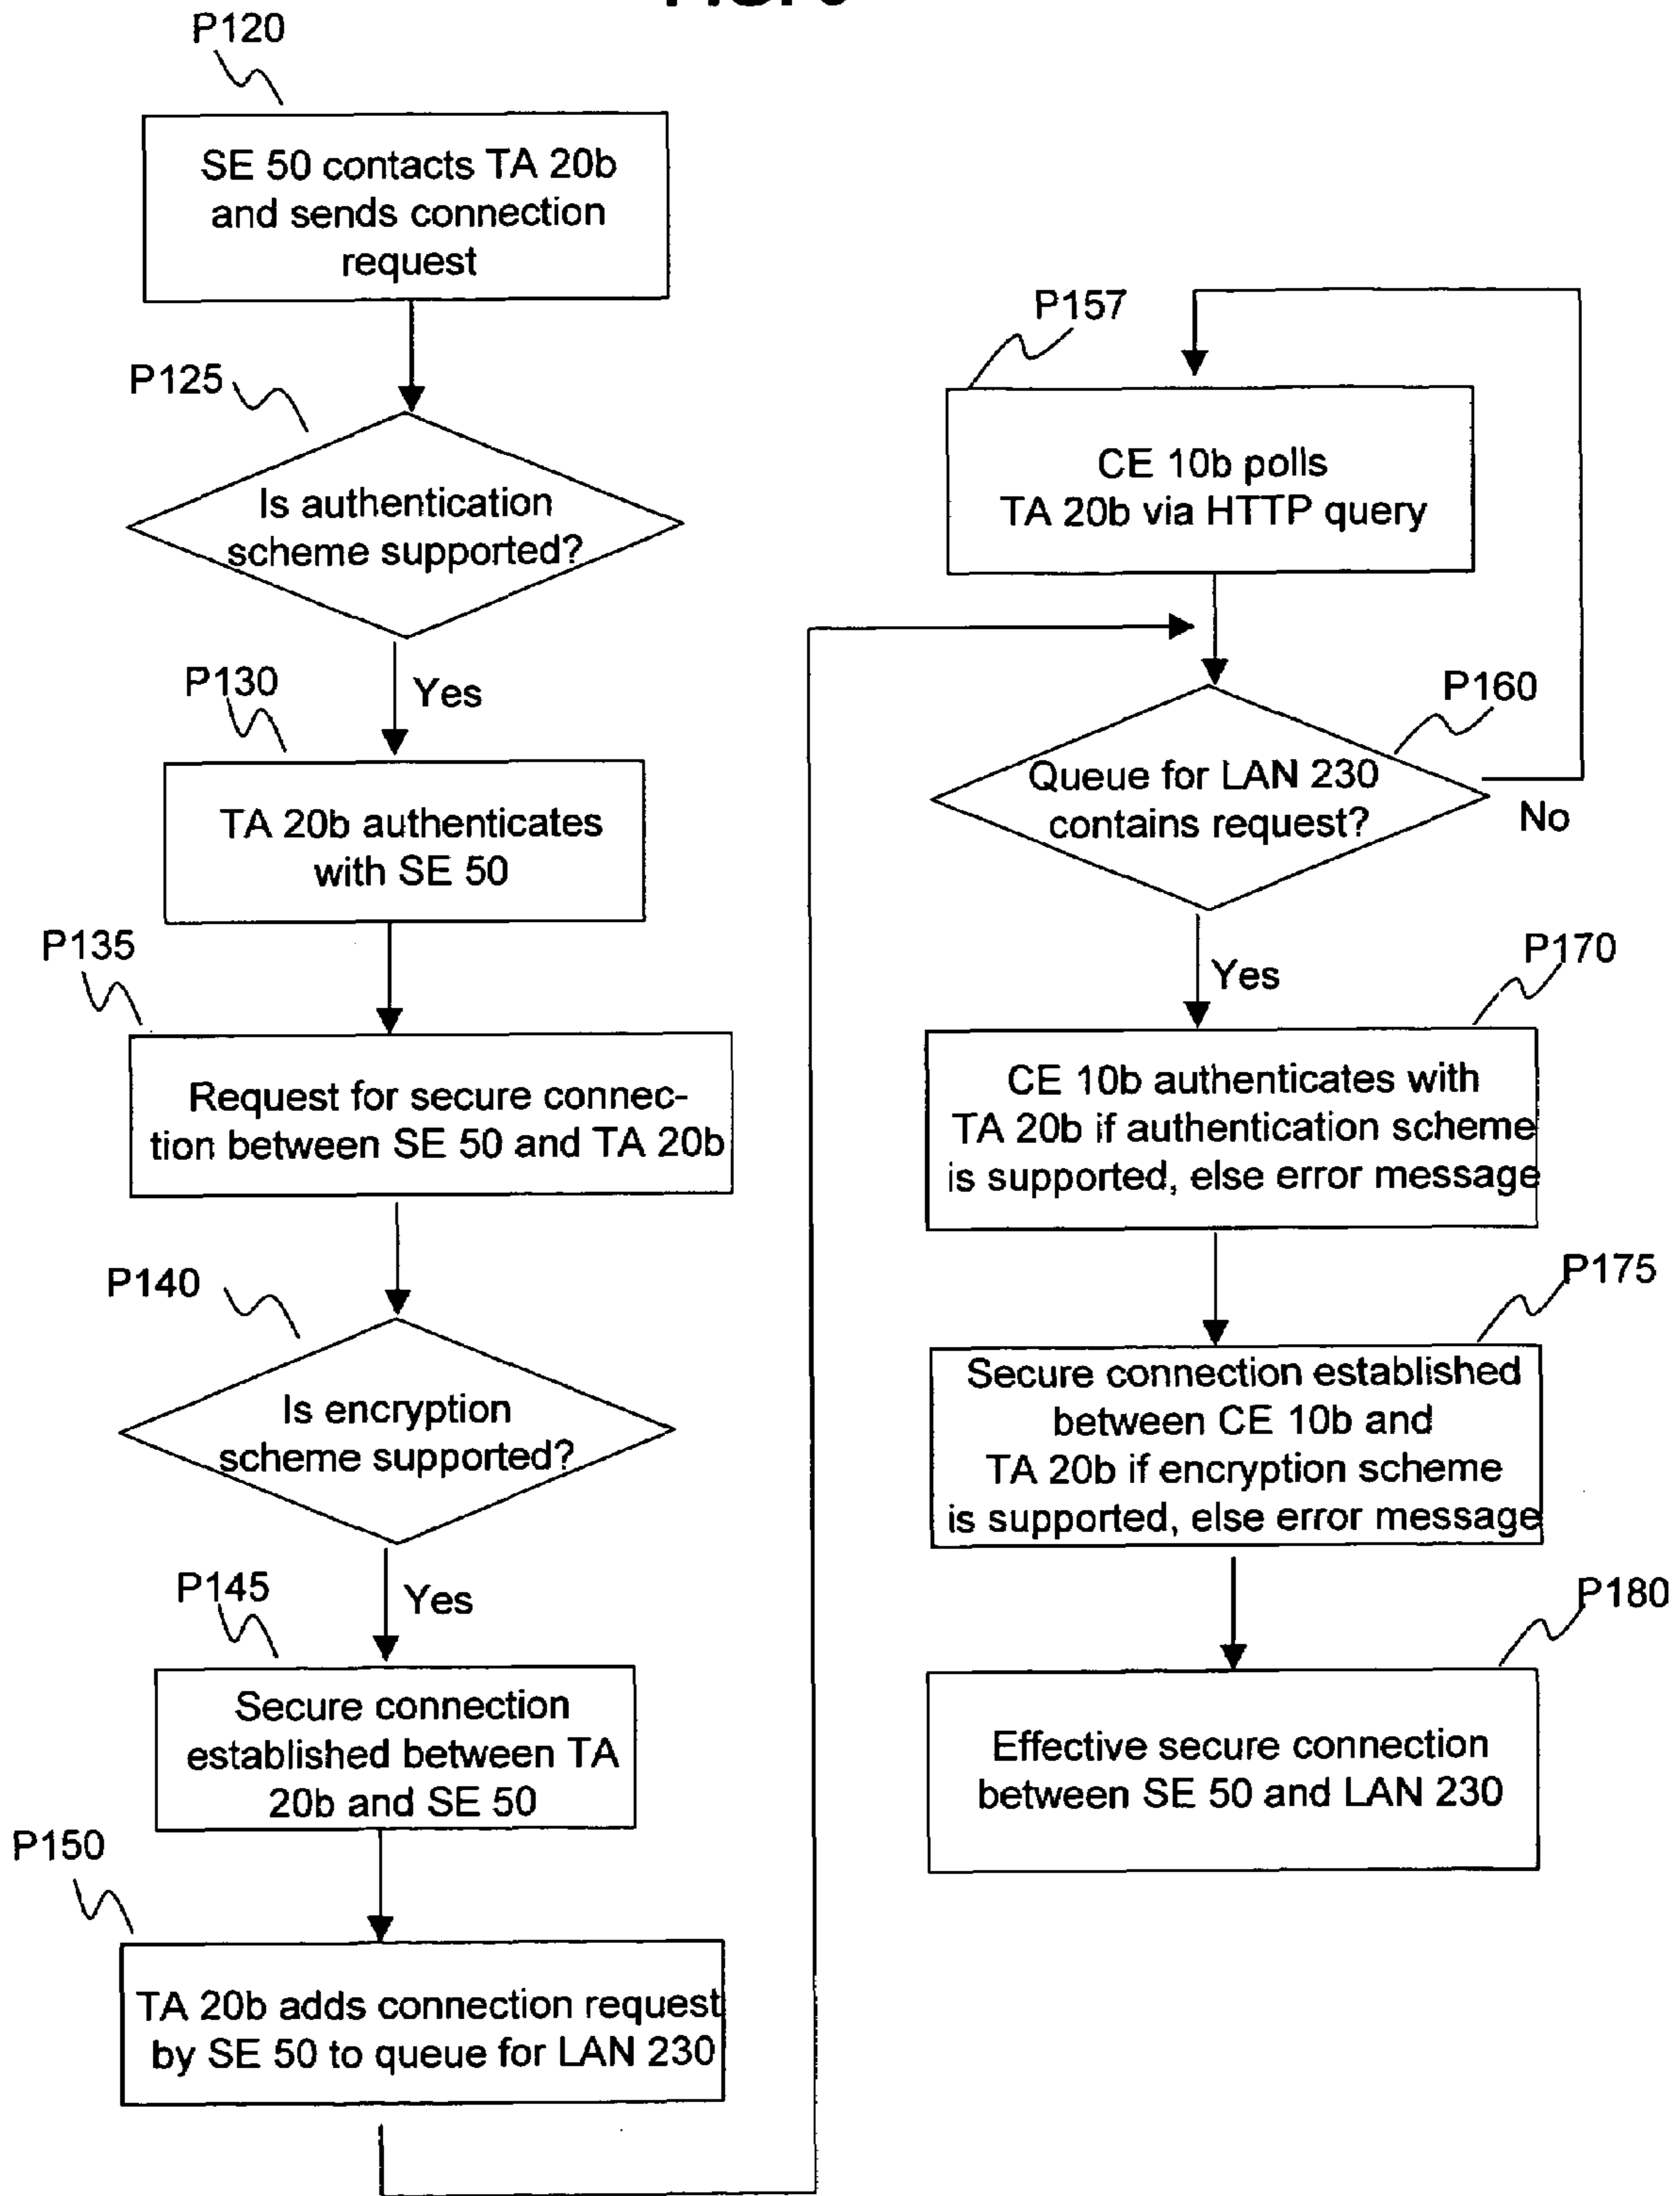 P120
SE 50 contacts TA 20b
and sends connection
request
P125
Is authentication
scheme supported?
Yes
P130
TA 20b authenticates
with SE 50
P135
Request for secure connec-
tion between SE 50 and TA 20b
P140
Is encryption
scheme supported?
Yes
P145
Secure connection
established between TA
20b and SE 50
P150
TA 20b adds connection request
by SE 50 to queue for LAN 230
P157
CE 10b polls
TA 20b via HTTP query
P160
Queue for LAN 230
contains request?
No
Yes
P170
CE 10b authenticates with
TA 20b if authentication scheme
is supported, else error message
P175
Secure connection established
between CE 10b and
TA 20b if encryption scheme
is supported, else error message
P180
Effective secure connection
between SE 50 and LAN 230